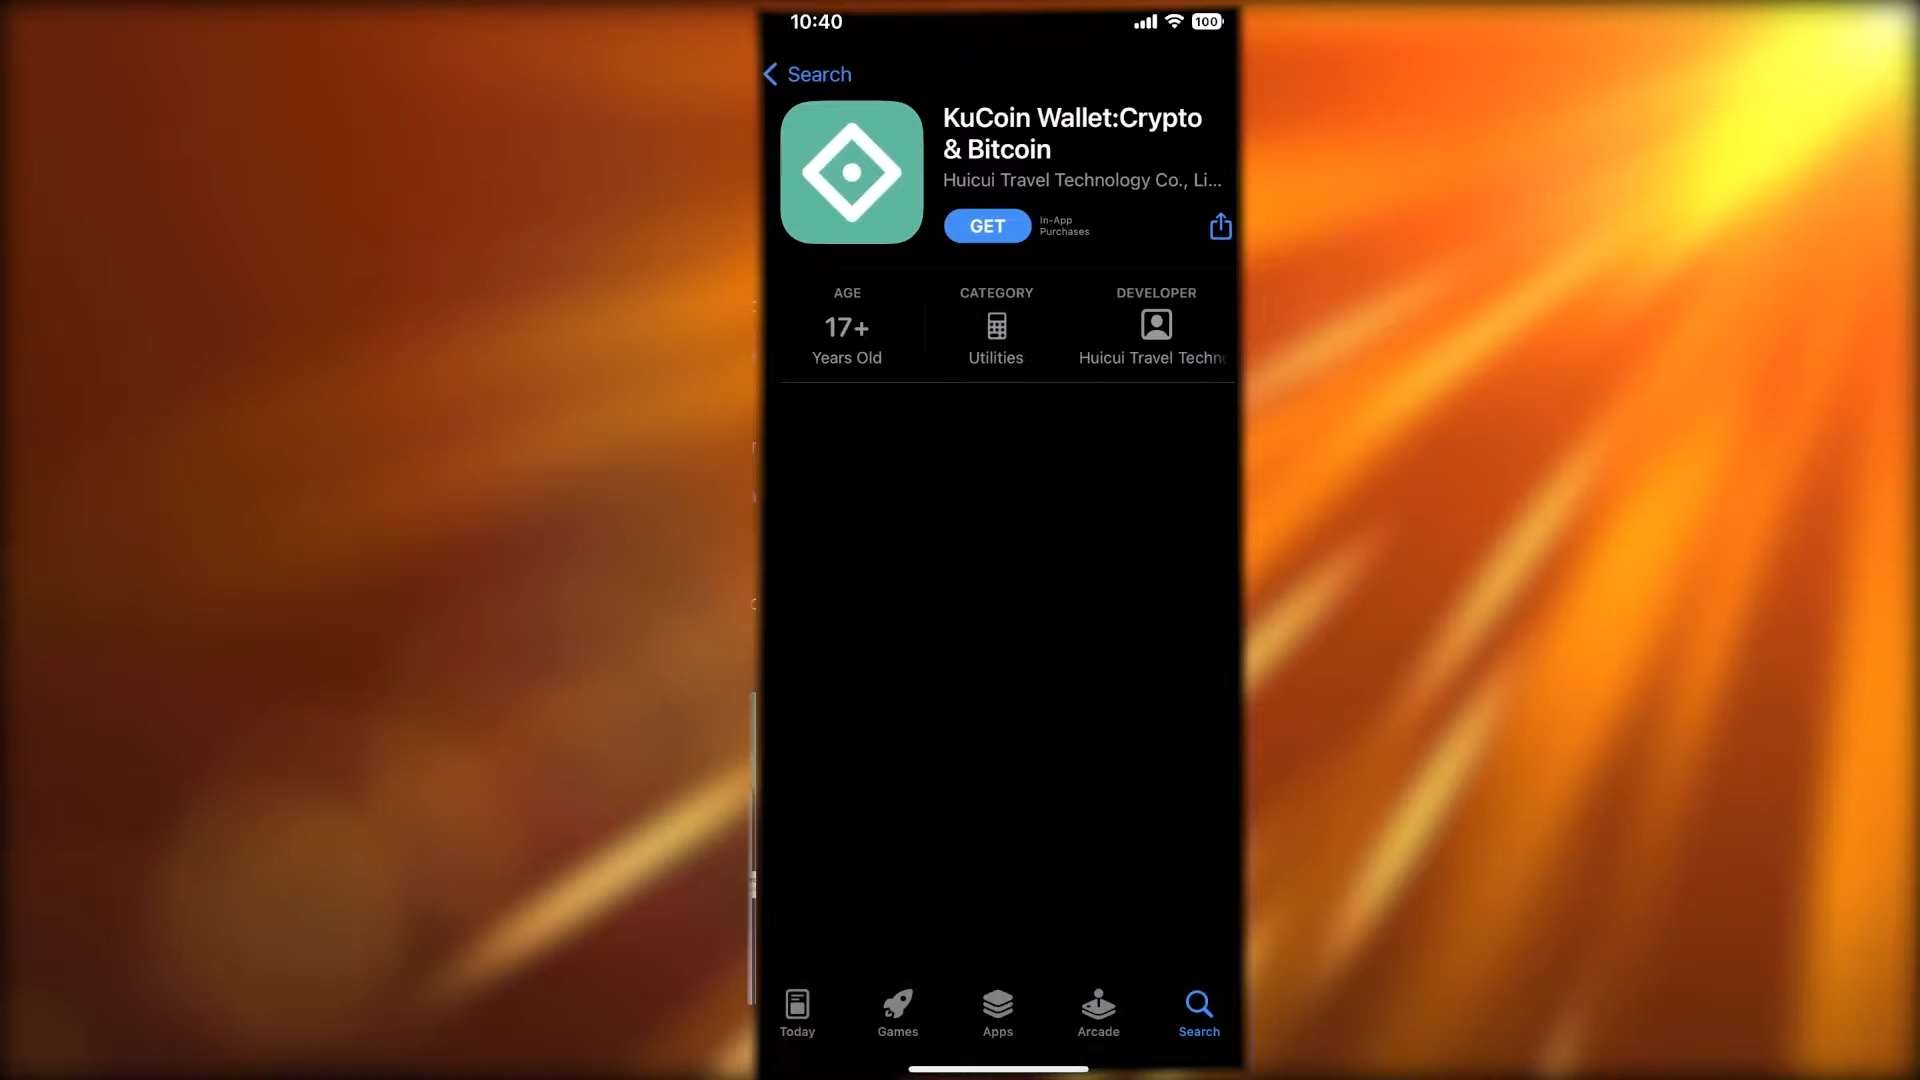 10:40
100
Search
KuCoin Wallet:Crypto
& Bitcoin
Huicui Travel Technology Co., Li...
GET
In-App
Purchases
AGE
CATEGORY
DEVELOPER
17+
Years Old
Utilities
Huicui Travel Techn
Today
Games
Apps
Arcade
Search